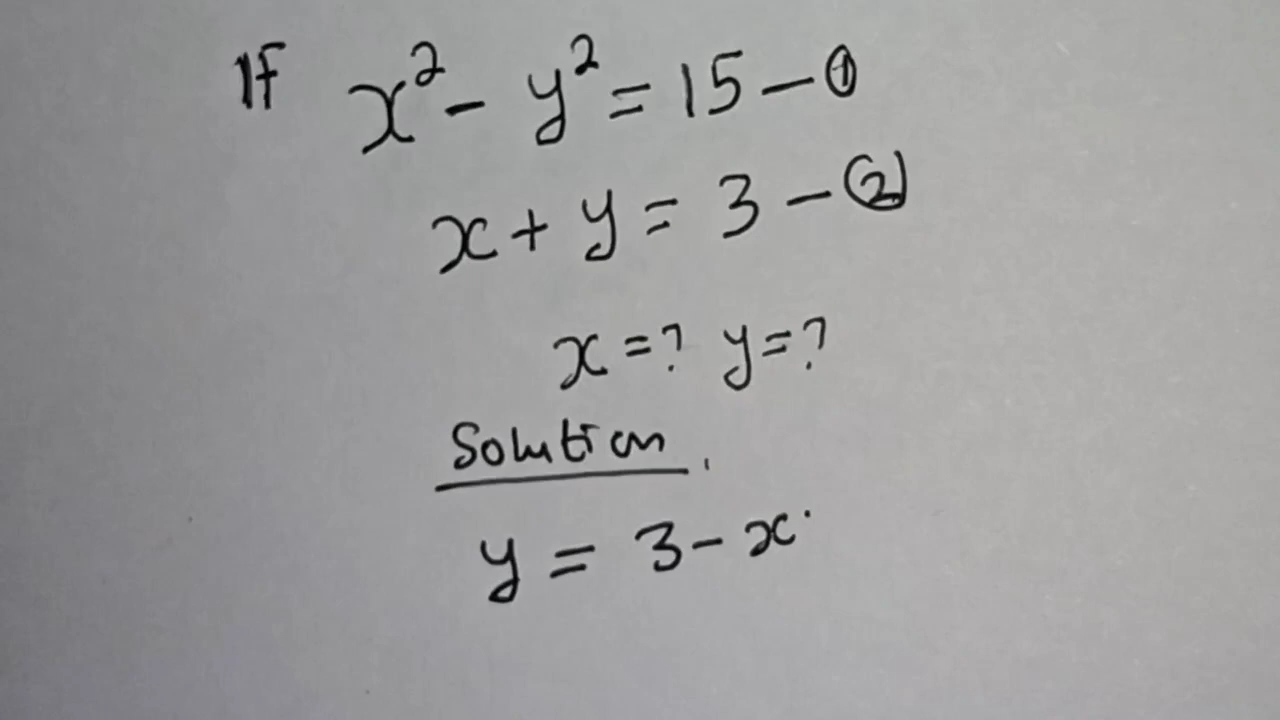 If x² - y² = 15 - ①
x + y = 3 - ②
x = ? y = ?
Solution.
y = 3 - x.